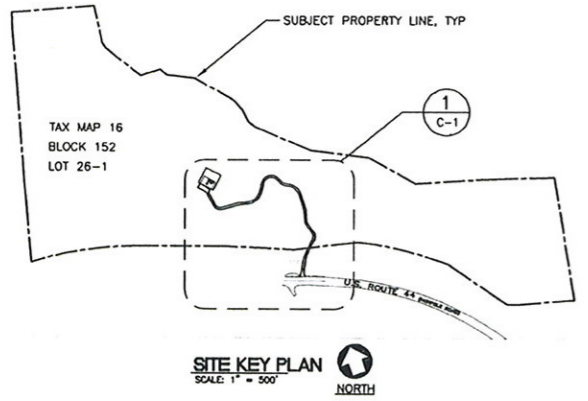 SUBJECT PROPERTY LINE, TYP
1
C-1
TAX MAP 16
BLOCK 152
LOT 26-1
U.S. ROUTE 44
SITE KEY PLAN
SCALE: 1" = 500'
NORTH